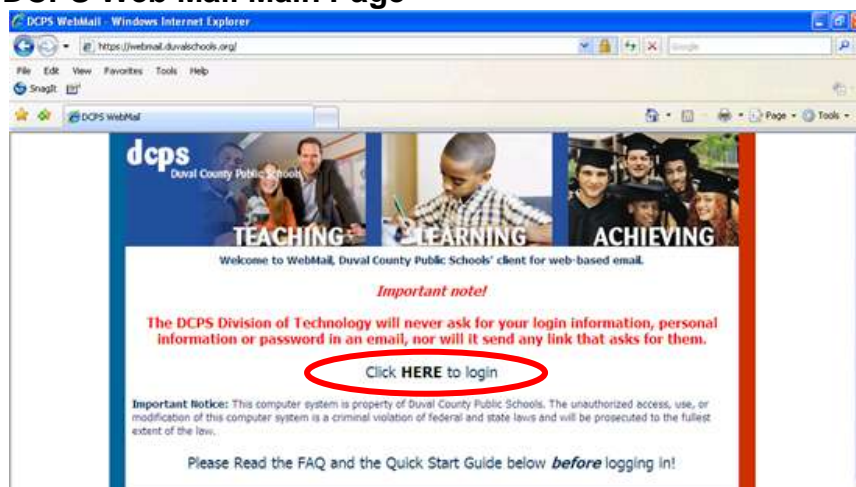 DCPS Web Mail Main Page
DCPS WebMail - Windows Internet Explorer
https://webmail.duvalschools.org/
Google
File Edit View Favorites Tools Help
SnagIt
DCPS WebMail
Page Tools
dcps
Duval County Public Schools
TEACHING LEARNING ACHIEVING
Welcome to WebMail, Duval County Public Schools' client for web-based email.
Important note!
The DCPS Division of Technology will never ask for your login information, personal
information or password in an email, nor will it send any link that asks for them.
Click HERE to login
Important Notice: This computer system is property of Duval County Public Schools. The unauthorized access, use, or
modification of this computer system is a criminal violation of federal and state laws and will be prosecuted to the fullest
extent of the law.
Please Read the FAQ and the Quick Start Guide below before logging in!